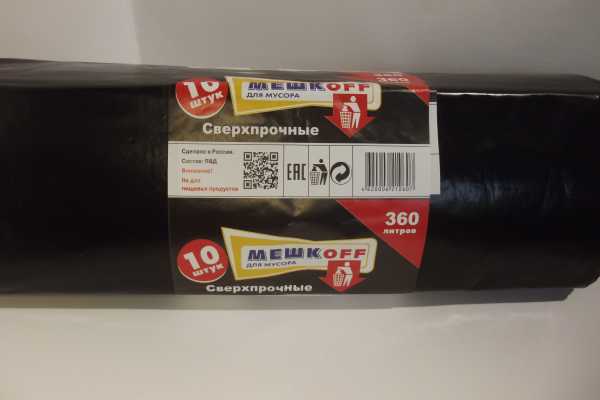 10
штук
МЕШКOFF
ДЛЯ МУСОРА
360
Сверхпрочные
Сделано в России.
Состав: ПВД
Внимание!
Не для
пищевых продуктов
EAC
360
литров
10
штук
МЕШКOFF
ДЛЯ МУСОРА
Сверхпрочные